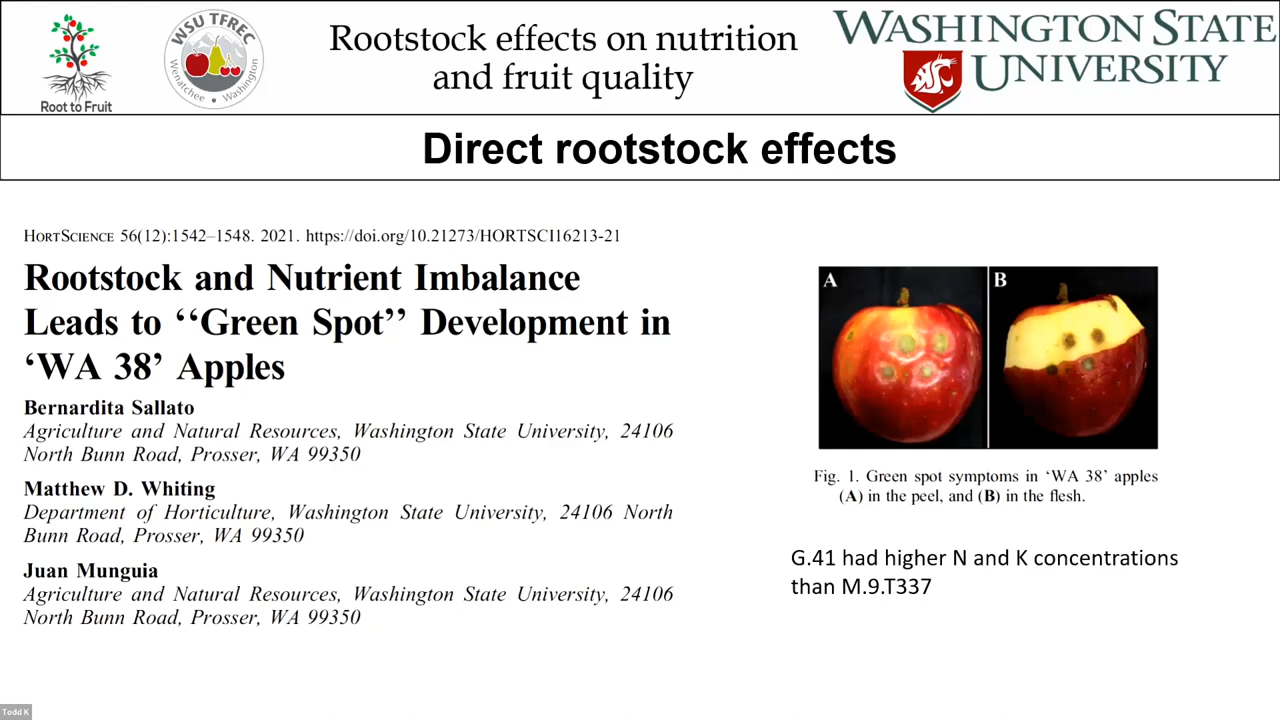 Root to Fruit
WSU TFREC
Wenatchee • Washington
Rootstock effects on nutrition
and fruit quality
WASHINGTON STATE
UNIVERSITY
Direct rootstock effects
HORTSCIENCE 56(12):1542–1548. 2021. https://doi.org/10.21273/HORTSCI16213-21
Rootstock and Nutrient Imbalance
Leads to ‘‘Green Spot’’ Development in
‘WA 38’ Apples
Bernardita Sallato
Agriculture and Natural Resources, Washington State University, 24106
North Bunn Road, Prosser, WA 99350
Matthew D. Whiting
Department of Horticulture, Washington State University, 24106 North
Bunn Road, Prosser, WA 99350
Juan Munguia
Agriculture and Natural Resources, Washington State University, 24106
North Bunn Road, Prosser, WA 99350
A
B
Fig. 1. Green spot symptoms in ‘WA 38’ apples
(A) in the peel, and (B) in the flesh.
G.41 had higher N and K concentrations
than M.9.T337
Todd K